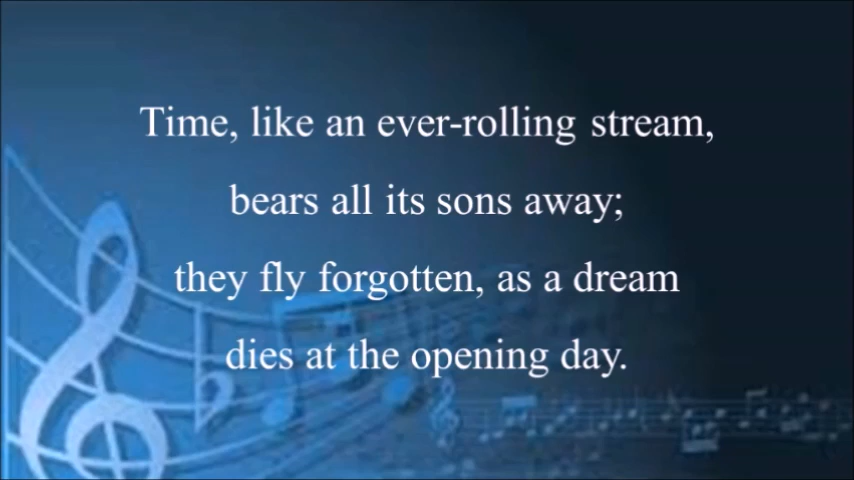 Time, like an ever-rolling stream,
bears all its sons away;
they fly forgotten, as a dream
dies at the opening day.